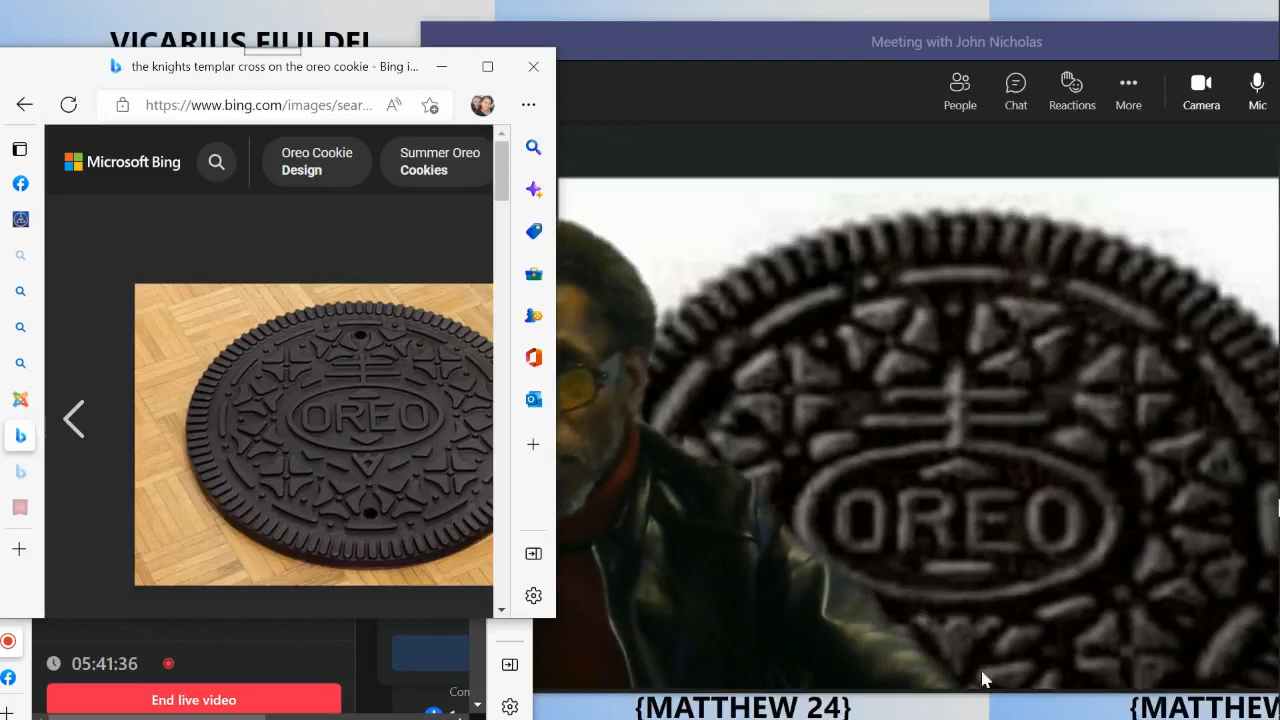 VICARIUS FILII DEI
Meeting with John Nicholas
the knights templar cross on the oreo cookie - Bing i...
https://www.bing.com/images/sear...
People
Chat
Reactions
More
Camera
Mic
Microsoft Bing
Oreo Cookie
Design
Summer Oreo
Cookies
OREO
OREO
05:41:36
End live video
Con
{MATTHEW 24}
{MATTHEW